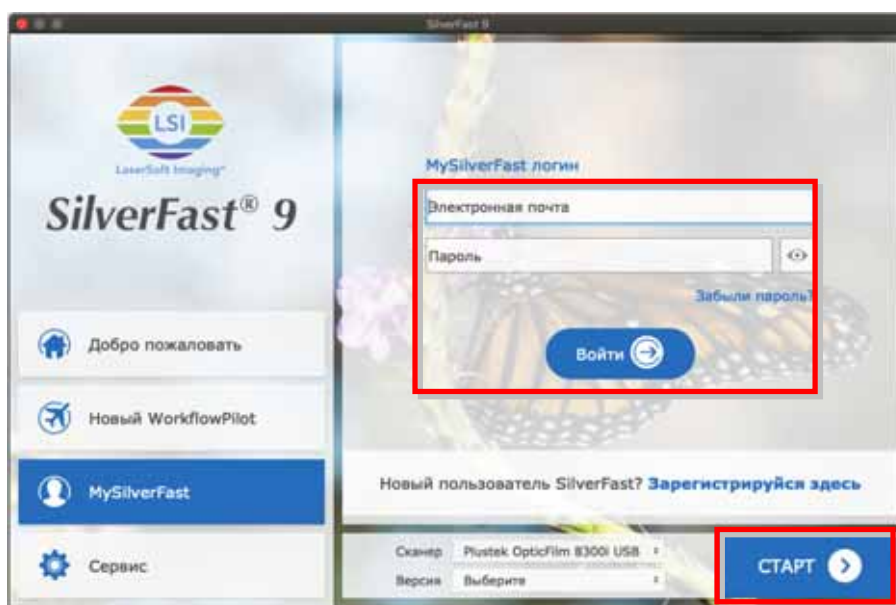 SilverFast 9
LSI
LaserSoft Imaging™
SilverFast® 9
Добро пожаловать
Новый WorkflowPilot
MySilverFast
Сервис
MySilverFast логин
Электронная почта
Пароль
Забыли пароль?
Войти
Новый пользователь SilverFast? Зарегистрируйся здесь
Сканер Plustek OpticFilm 8300i USB
Версия Выберите
СТАРТ